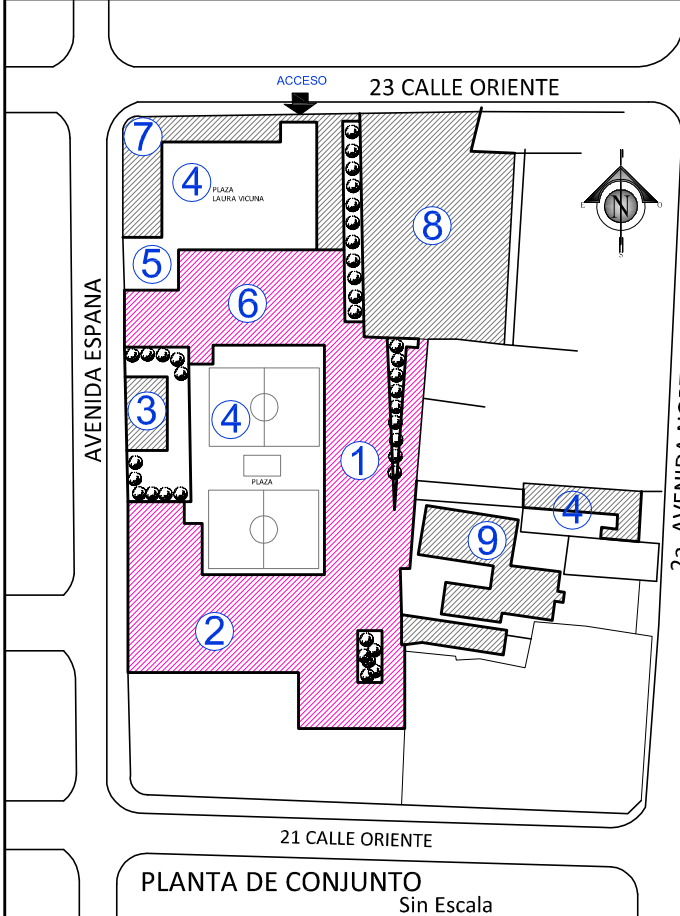 ACCESO
23 CALLE ORIENTE
7
4
PLAZA
LAURA VICUNA
8
N
L
O
S
5
6
AVENIDA ESPANA
3
4
PLAZA
1
4
9
2
21 CALLE ORIENTE
PLANTA DE CONJUNTO
Sin Escala